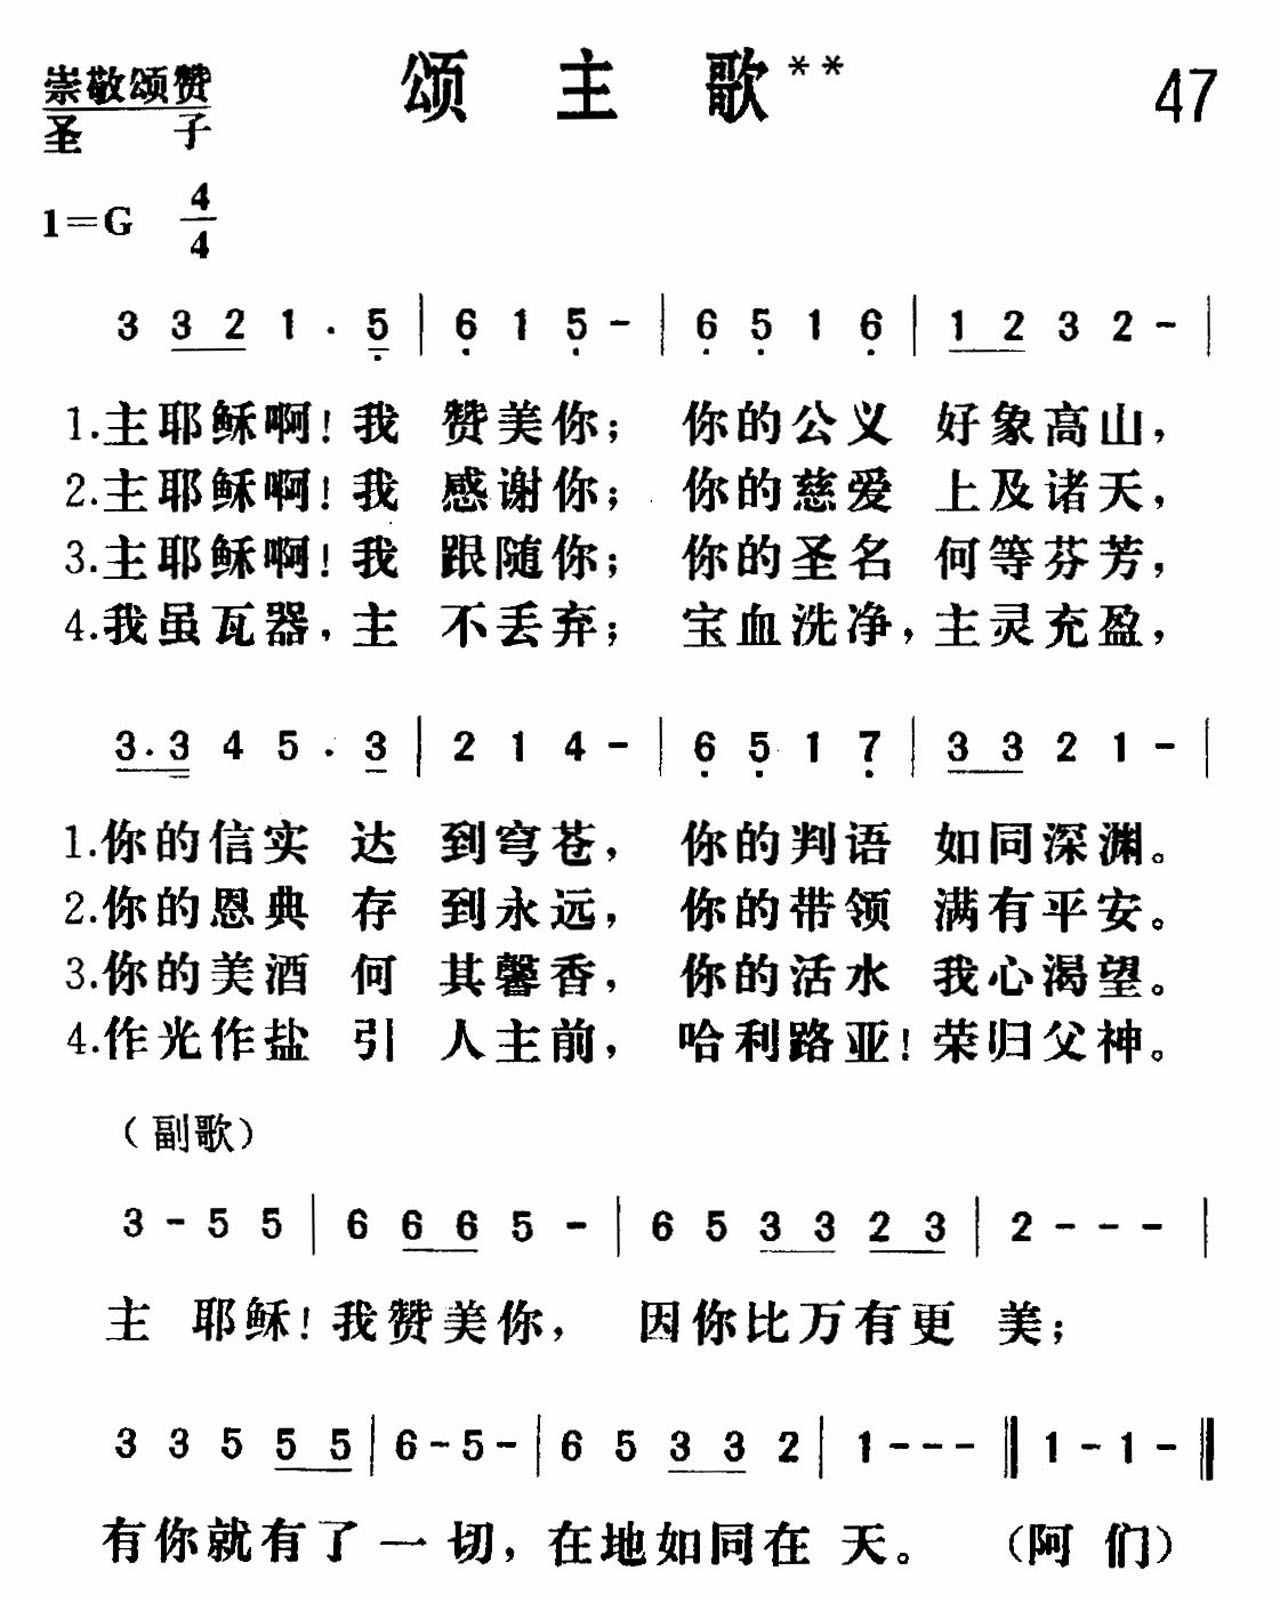 崇敬颂赞 颂主歌** 47
圣子
1=G 4/4
3 3 2 1 . 5 | 6 1 5 - | 6 5 1 6 | 1 2 3 2 - |
1.主耶稣啊!我 赞美你; 你的公义 好象高山,
2.主耶稣啊!我 感谢你; 你的慈爱 上及诸天,
3.主耶稣啊!我 跟随你; 你的圣名 何等芬芳,
4.我虽瓦器,主 不丢弃; 宝血洗净,主灵充盈,
3 . 3 4 5 . 3 | 2 1 4 - | 6 5 1 7 | 3 3 2 1 - |
1.你的信实 达 到穹苍, 你的判语 如同深渊。
2.你的恩典 存 到永远, 你的带领 满有平安。
3.你的美酒 何 其馨香, 你的活水 我心渴望。
4.作光作盐 引 人主前, 哈利路亚!荣归父神。
(副歌)
3 - 5 5 | 6 6 6 5 - | 6 5 3 3 2 3 | 2 - - - |
主 耶稣!我赞美你, 因你比万有更 美;
3 3 5 5 5 | 6 - 5 - | 6 5 3 3 2 | 1 - - - ‖ 1 - 1 - ‖
有你就有了一切,在地如同在 天。 (阿们)